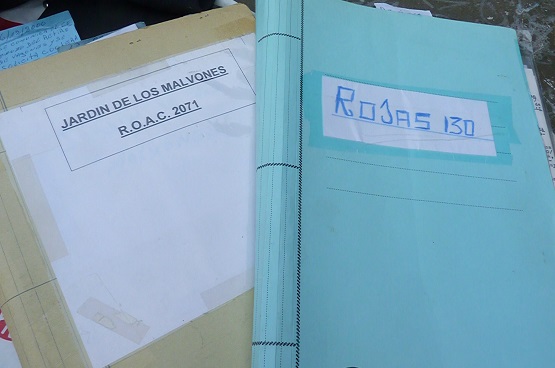 JARDIN DE LOS MALVONES
R.O.A.C. 2071
ROJAS 130